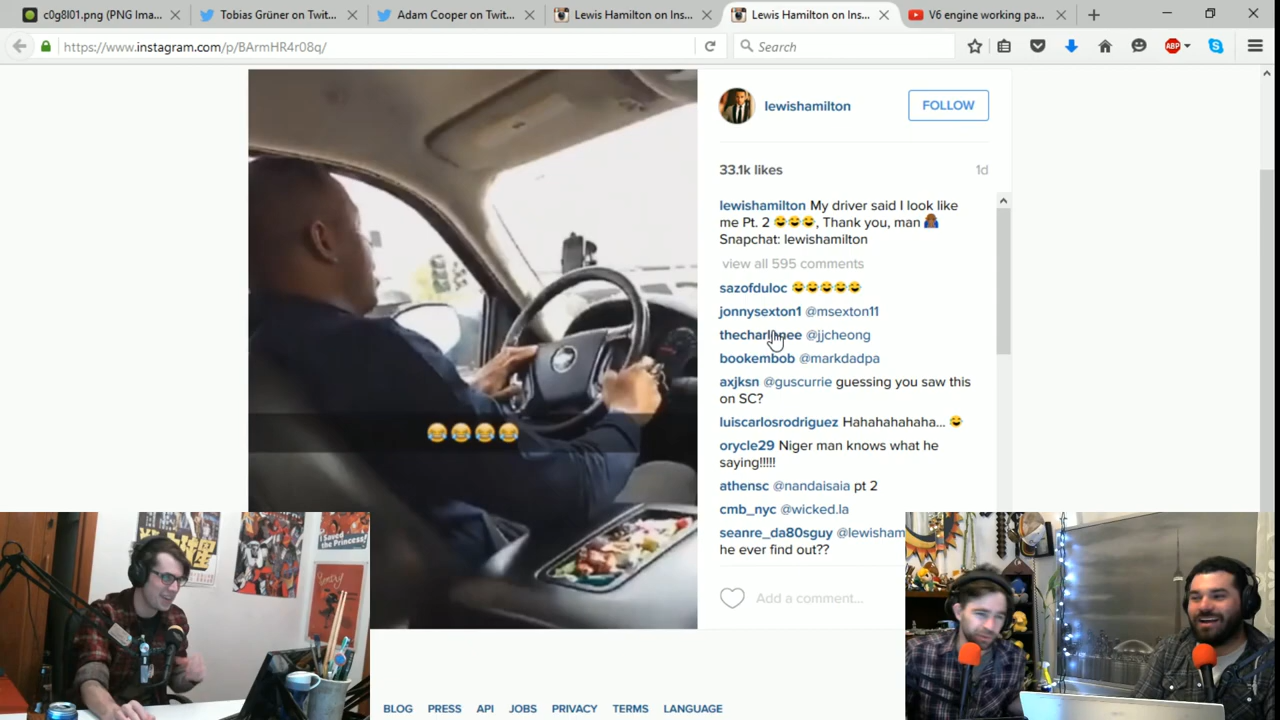 c0g8l01.png (PNG Ima...
Tobias Grüner on Twit...
Adam Cooper on Twit...
Lewis Hamilton on Ins...
Lewis Hamilton on Ins...
V6 engine working pa...
https://www.instagram.com/p/BArmHR4r08q/
Search
ABP
lewishamilton
FOLLOW
33.1k likes
1d
lewishamilton My driver said I look like
me Pt. 2 😂😂😂, Thank you, man
Snapchat: lewishamilton
view all 595 comments
sazofduloc 😂😂😂😂😂
jonnysexton1 @msexton11
@jjcheong
bookembob @markdadpa
axjksn @guscurrie guessing you saw this
on SC?
luiscarlosrodriguez Hahahahahaha... 😂
orycle29 Niger man knows what he
saying!!!!!
athensc @nandaisaia pt 2
cmb_nyc @wicked.la
seanre_da80sguy @lewisham
he ever find out??
Add a comment...
😂😂😂😂
I Saved
the Princess!
BLOG PRESS API JOBS PRIVACY TERMS LANGUAGE